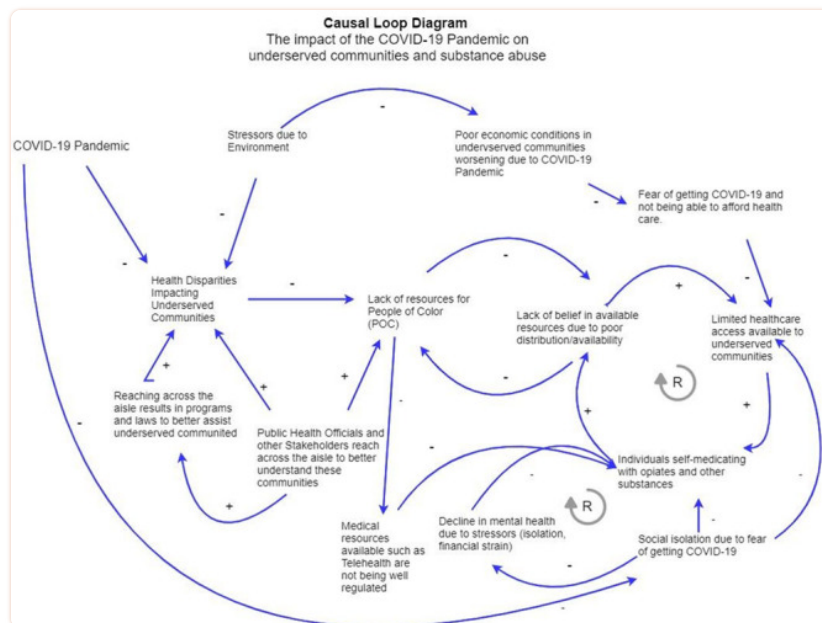 Causal Loop Diagram
The impact of the COVID-19 Pandemic on
underserved communities and substance abuse
-
COVID-19 Pandemic
Stressors due to
Environment
Poor economic conditions in
undervserved communities
worsening due to COVID-19
Pandemic
-
Fear of getting COVID-19 and
not being able to afford health
care.
-
-
-
-
-
Health Disparities
Impacting
Underserved
Communities
-
Lack of resources for
People of Color
(POC)
+
Lack of belief in available
resources due to poor
distribution/availability
Limited healthcare
access available to
underserved
communities
+
+
+
-
R
Reaching across the
aisle results in programs
and laws to better assist
underserved communited
-
+
+
-
Public Health Officials and
other Stakeholders reach
across the aisle to better
understand these
communities
-
Individuals self-medicating
with opiates and other
substances
-
-
+
R
Medical
resources
available such as
Telehealth are
not being well
regulated
Decline in mental health
due to stressors (isolation,
financial strain)
-
Social isolation due to fear
of getting COVID-19
-
-